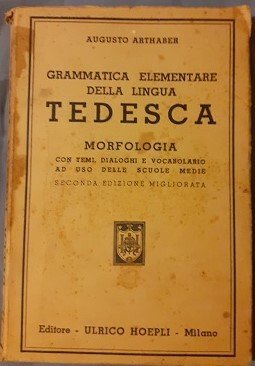 AUGUSTO ARTHABER
GRAMMATICA ELEMENTARE
DELLA LINGUA
TEDESCA
MORFOLOGIA
CON TEMI, DIALOGHI E VOCABOLARIO
AD USO DELLE SCUOLE MEDIE
SECONDA EDIZIONE MIGLIORATA
Editore - ULRICO HOEPLI - Milano